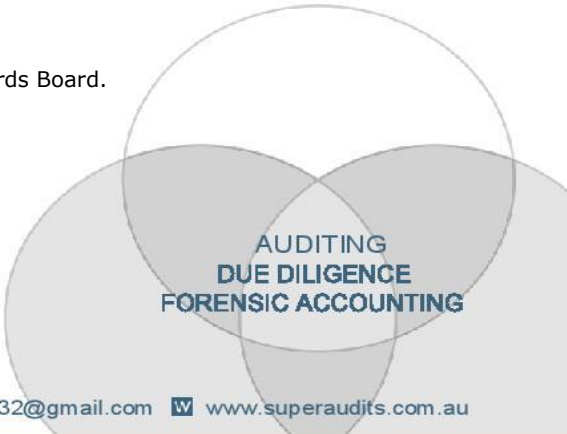 rds Board.
AUDITING
DUE DILIGENCE
FORENSIC ACCOUNTING
32@gmail.com W www.superaudits.com.au